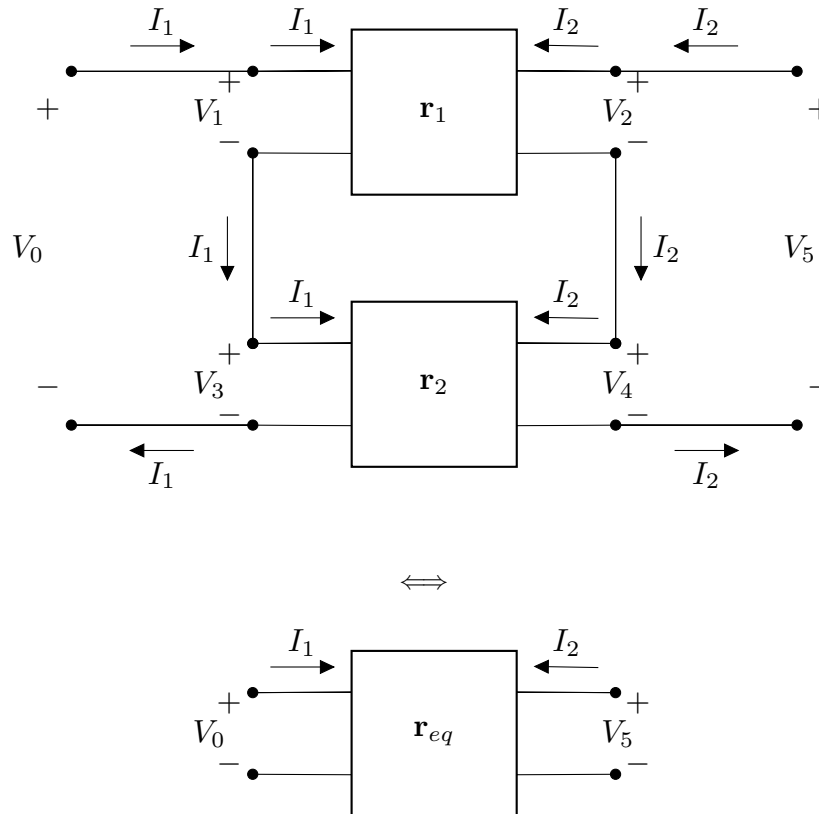 I₁ I₁ I₂ I₂
+ V₁ + r₁ V₂ + +
− −
V₀ I₁ I₂ V₅
I₁ I₂
+ +
− V₃ r₂ V₄ −
− −
I₁ I₂
⟺
I₁ I₂
+ +
V₀ r_eq V₅
− −